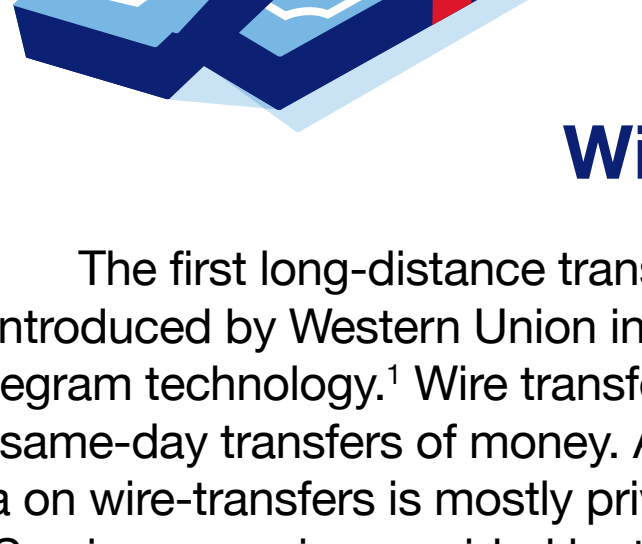 Wi
The first long-distance trans
ntroduced by Western Union in
egram technology.¹ Wire transfe
same-day transfers of money. A
a on wire-transfers is mostly priv